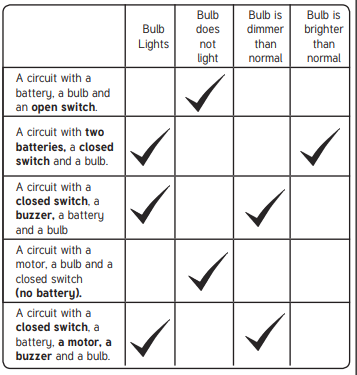 Bulb
Lights
Bulb
does
not
light
Bulb is
dimmer
than
normal
Bulb is
brighter
than
normal
A circuit with a
battery, a bulb and
an open switch.
A circuit with two
batteries, a closed
switch and a bulb.
A circuit with a
closed switch, a
buzzer, a battery
and a bulb
A circuit with a
motor, a bulb and a
closed switch
(no battery).
A circuit with a
closed switch, a
battery, a motor, a
buzzer and a bulb.